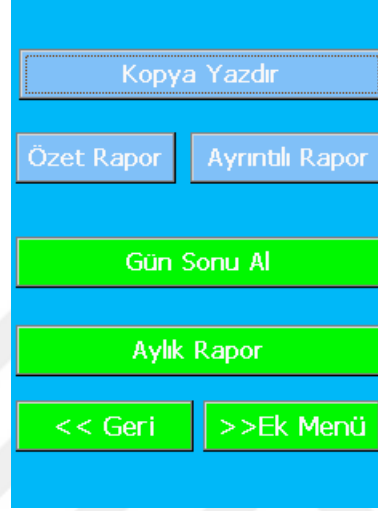 Kopya Yazdır
Özet Rapor Ayrıntılı Rapor
Gün Sonu Al
Aylık Rapor
<< Geri >>Ek Menü